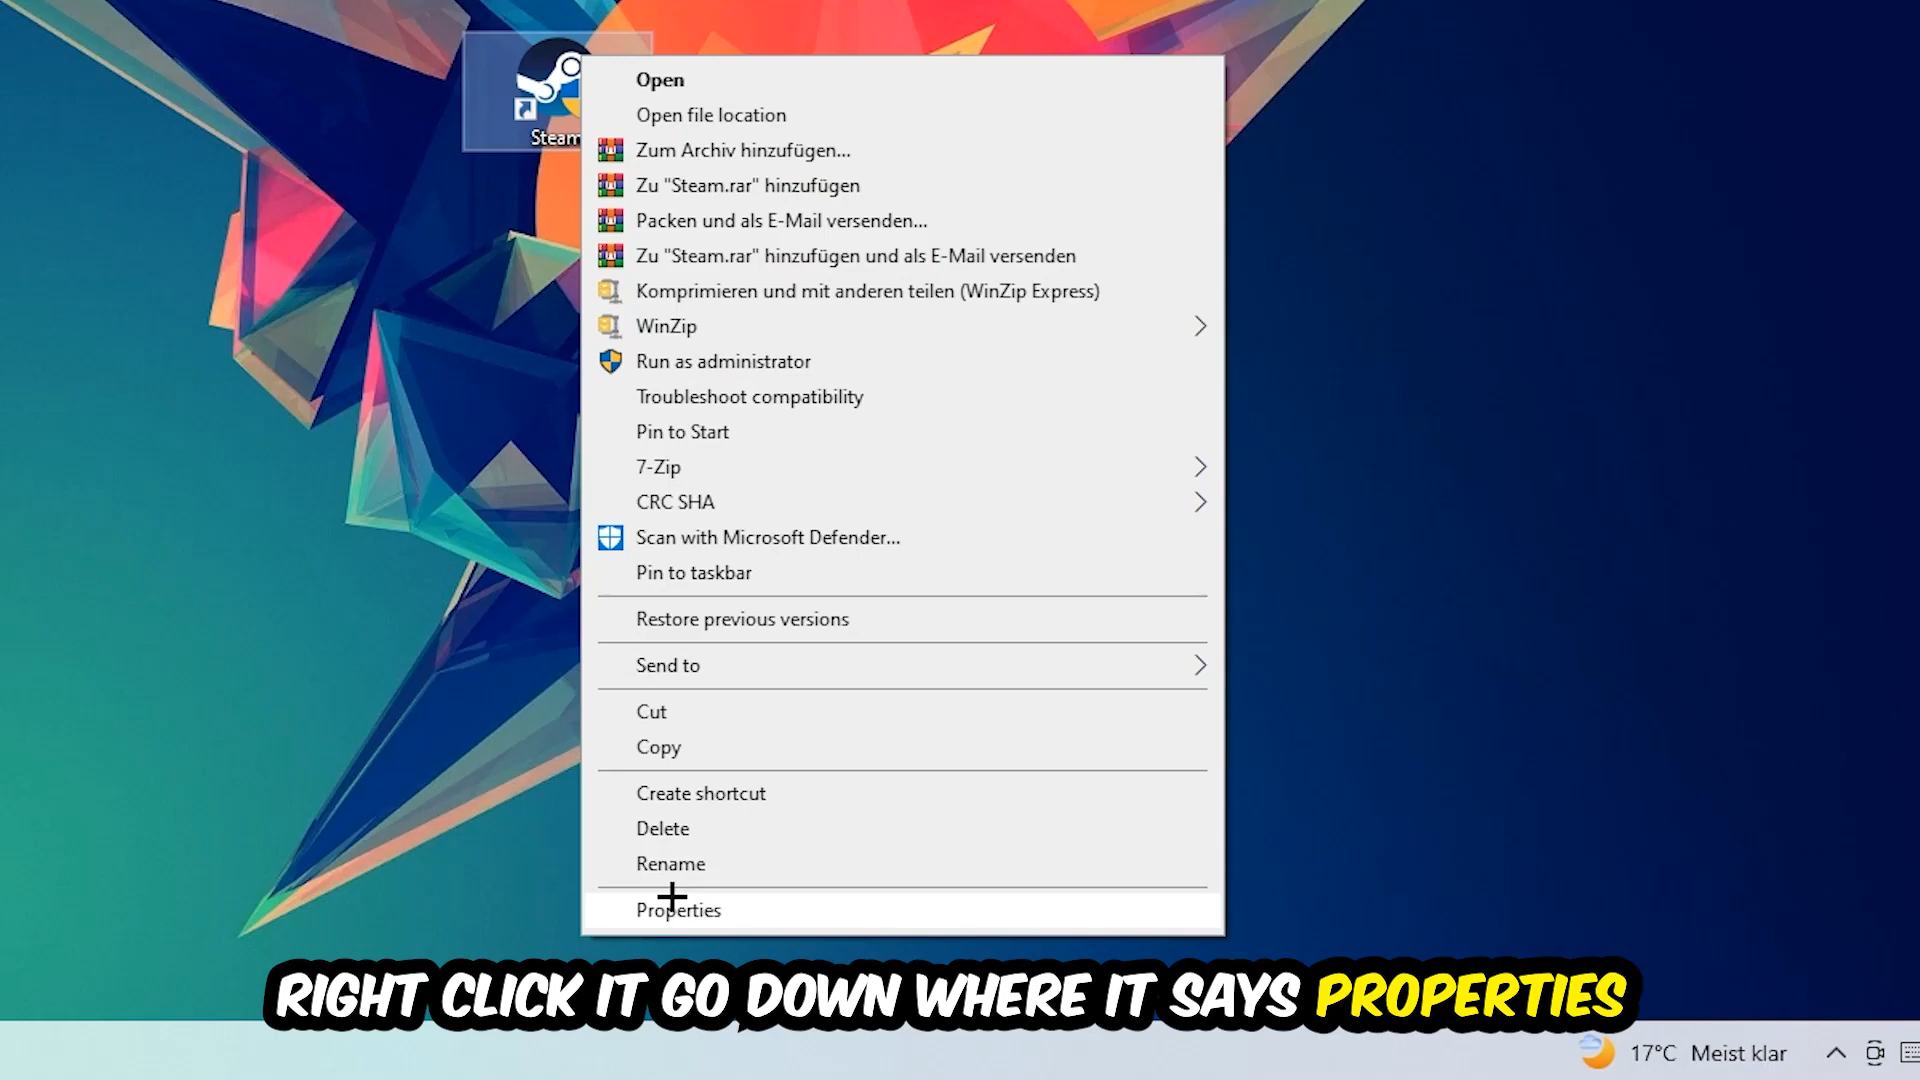 Steam
Open
Open file location
Zum Archiv hinzufügen...
Zu "Steam.rar" hinzufügen
Packen und als E-Mail versenden...
Zu "Steam.rar" hinzufügen und als E-Mail versenden
Komprimieren und mit anderen teilen (WinZip Express)
WinZip
Run as administrator
Troubleshoot compatibility
Pin to Start
7-Zip
CRC SHA
Scan with Microsoft Defender...
Pin to taskbar
Restore previous versions
Send to
Cut
Copy
Create shortcut
Delete
Rename
Properties
RIGHT CLICK IT GO DOWN WHERE IT SAYS PROPERTIES
17°C Meist klar